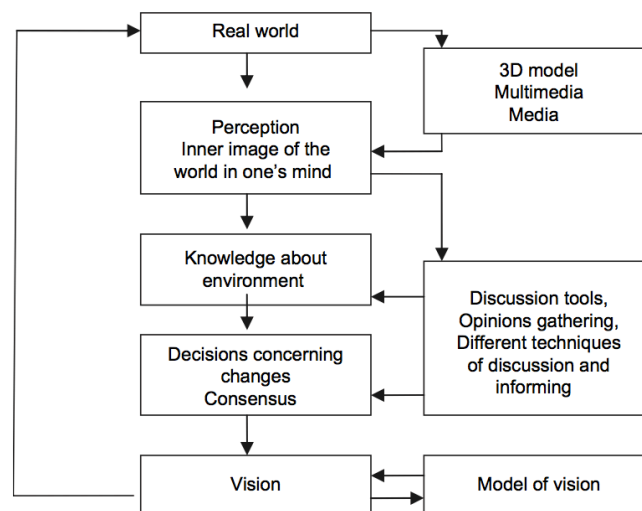 Real world
3D model
Multimedia
Media
Perception
Inner image of the
world in one's mind
Knowledge about
environment
Discussion tools,
Opinions gathering,
Different techniques
of discussion and
informing
Decisions concerning
changes
Consensus
Vision
Model of vision